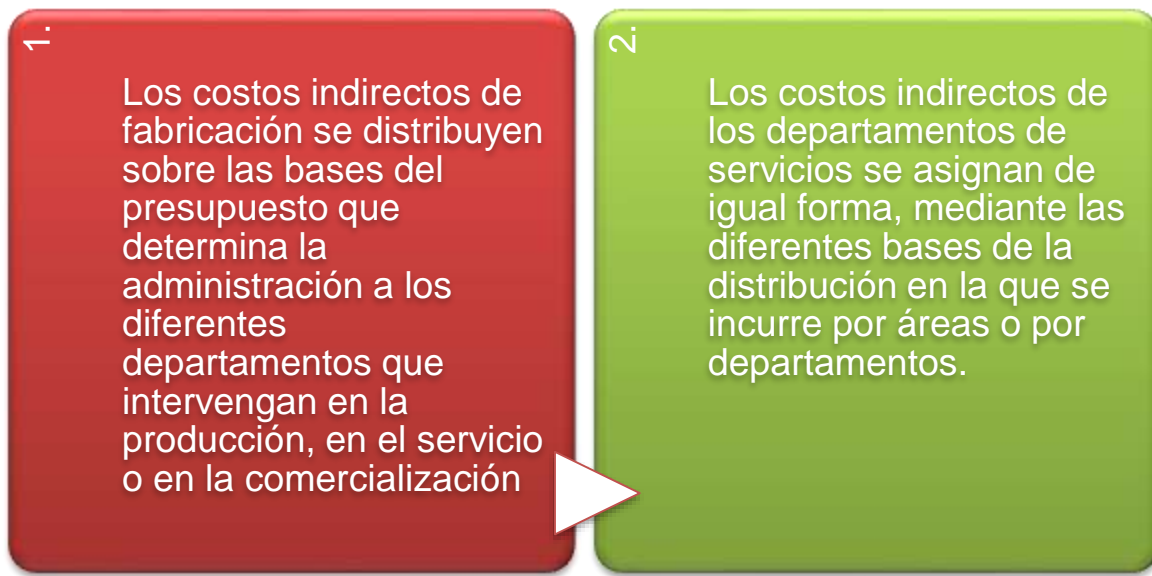 1.
Los costos indirectos de
fabricación se distribuyen
sobre las bases del
presupuesto que
determina la
administración a los
diferentes
departamentos que
intervengan en la
producción, en el servicio
o en la comercialización
2.
Los costos indirectos de
los departamentos de
servicios se asignan de
igual forma, mediante las
diferentes bases de la
distribución en la que se
incurre por áreas o por
departamentos.